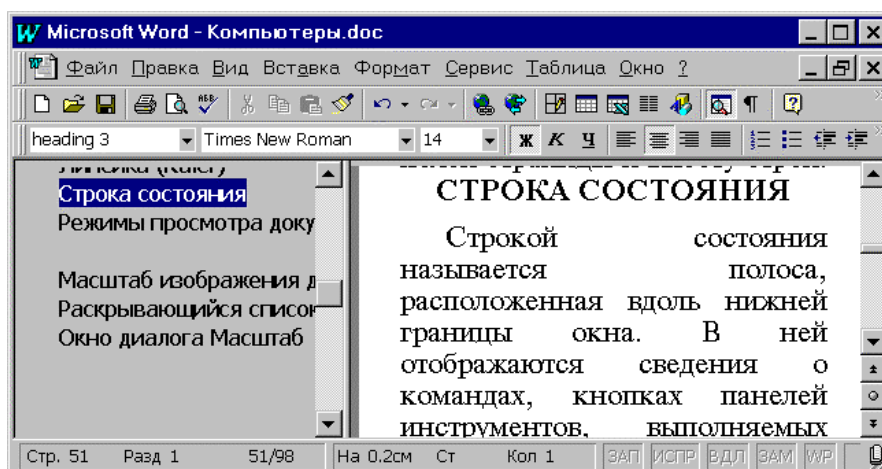 Microsoft Word - Компьютеры.doc
Файл Правка Вид Вставка Формат Сервис Таблица Окно ?
heading 3 Times New Roman 14 Ж К Ч
Линейка (Ruler)
Строка состояния
Режимы просмотра доку
Масштаб изображения д
Раскрывающийся список
Окно диалога Масштаб
СТРОКА СОСТОЯНИЯ
Строкой состояния
называется полоса,
расположенная вдоль нижней
границы окна. В ней
отображаются сведения о
командах, кнопках панелей
инструментов, выполняемых
Стр. 51 Разд 1 51/98 На 0.2см Ст Кол 1 ЗАП ИСПР ВДЛ ЗАМ WP